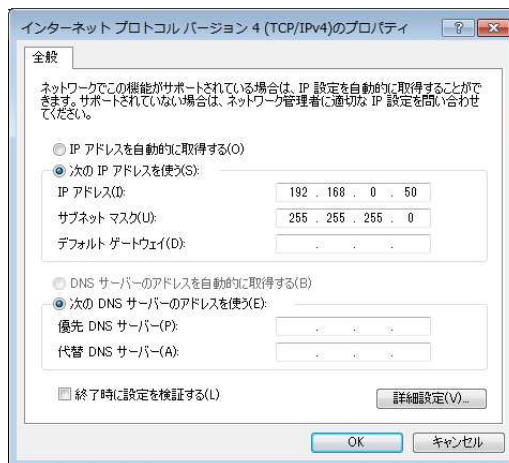 インターネット プロトコル バージョン 4 (TCP/IPv4)のプロパティ
全般
ネットワークでこの機能がサポートされている場合は、IP 設定を自動的に取得することがで
きます。サポートされていない場合は、ネットワーク管理者に適切な IP 設定を問い合わせ
てください。
IP アドレスを自動的に取得する(O)
次の IP アドレスを使う(S):
IP アドレス(I): 192 . 168 . 0 . 50
サブネット マスク(U): 255 . 255 . 255 . 0
デフォルト ゲートウェイ(D): . . .
DNS サーバーのアドレスを自動的に取得する(B)
次の DNS サーバーのアドレスを使う(E):
優先 DNS サーバー(P): . . .
代替 DNS サーバー(A): . . .
終了時に設定を検証する(L)
詳細設定(V)...
OK キャンセル